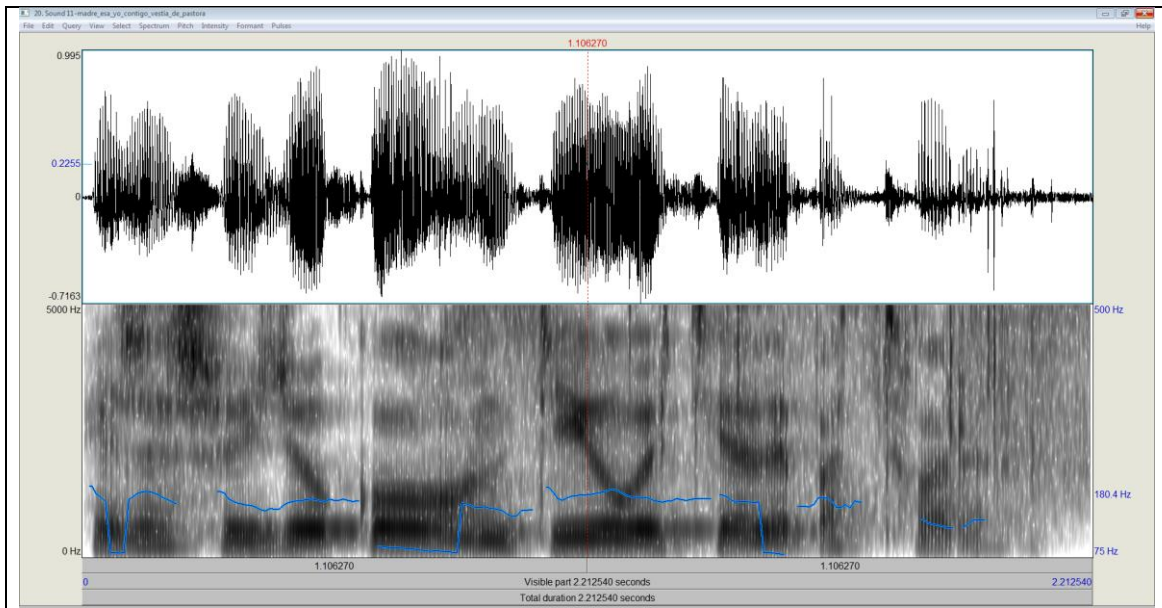 20. Sound 11-madre_esa_yo_contigo_vestia_de_pastora
File Edit Query View Select Spectrum Pitch Intensity Formant Pulses Help
1.106270
0.995
0.2255
0
-0.7163
5000 Hz 500 Hz
180.4 Hz
0 Hz 75 Hz
1.106270 1.106270
0 Visible part 2.212540 seconds 2.212540
Total duration 2.212540 seconds